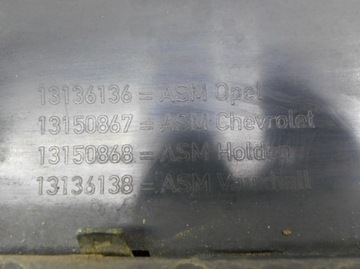 13136136 = ASM Opel
13150867 = ASM Chevrolet
13150868 = ASM Holden
13136138 = ASM Vauxhall